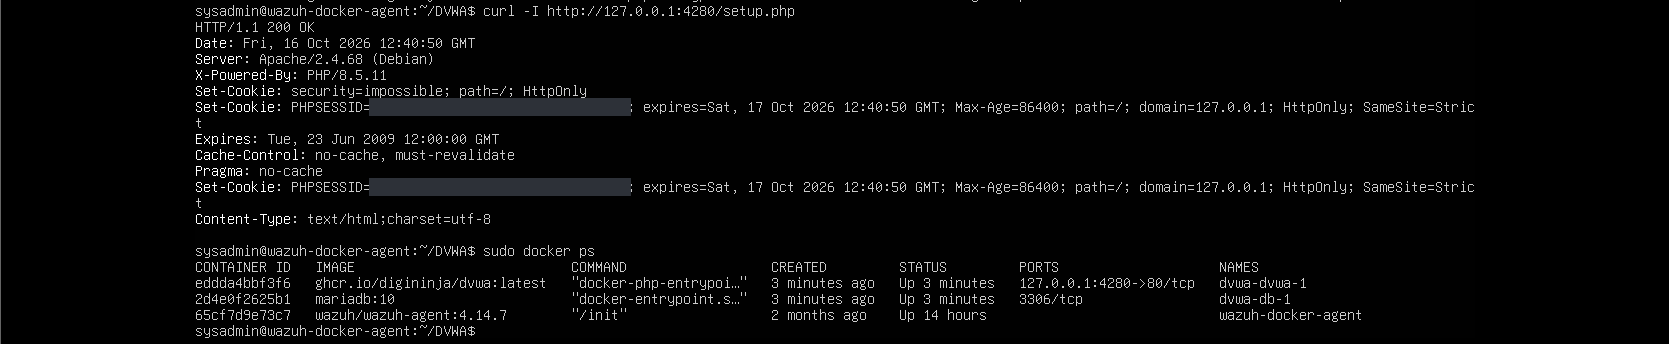 sysadmin@wazuh-docker-agent:~/DVWA$ curl -I http://127.0.0.1:4280/setup.php
HTTP/1.1 200 OK
Date: Fri, 16 Oct 2026 12:40:50 GMT
Server: Apache/2.4.68 (Debian)
X-Powered-By: PHP/8.5.11
Set-Cookie: security=impossible; path=/; HttpOnly
Set-Cookie: PHPSESSID= ; expires=Sat, 17 Oct 2026 12:40:50 GMT; Max-Age=86400; path=/; domain=127.0.0.1; HttpOnly; SameSite=Stric
t
Expires: Tue, 23 Jun 2009 12:00:00 GMT
Cache-Control: no-cache, must-revalidate
Pragma: no-cache
Set-Cookie: PHPSESSID= ; expires=Sat, 17 Oct 2026 12:40:50 GMT; Max-Age=86400; path=/; domain=127.0.0.1; HttpOnly; SameSite=Stric
t
Content-Type: text/html;charset=utf-8
sysadmin@wazuh-docker-agent:~/DVWA$ sudo docker ps
CONTAINER ID IMAGE COMMAND CREATED STATUS PORTS NAMES
eddda4bbf3f6 ghcr.io/digininja/dvwa:latest "docker-php-entrypoi…" 3 minutes ago Up 3 minutes 127.0.0.1:4280->80/tcp dvwa-dvwa-1
2d4e0f2625b1 mariadb:10 "docker-entrypoint.s…" 3 minutes ago Up 3 minutes 3306/tcp dvwa-db-1
65cf7d9e73c7 wazuh/wazuh-agent:4.14.7 "/init" 2 months ago Up 14 hours wazuh-docker-agent
sysadmin@wazuh-docker-agent:~/DVWA$